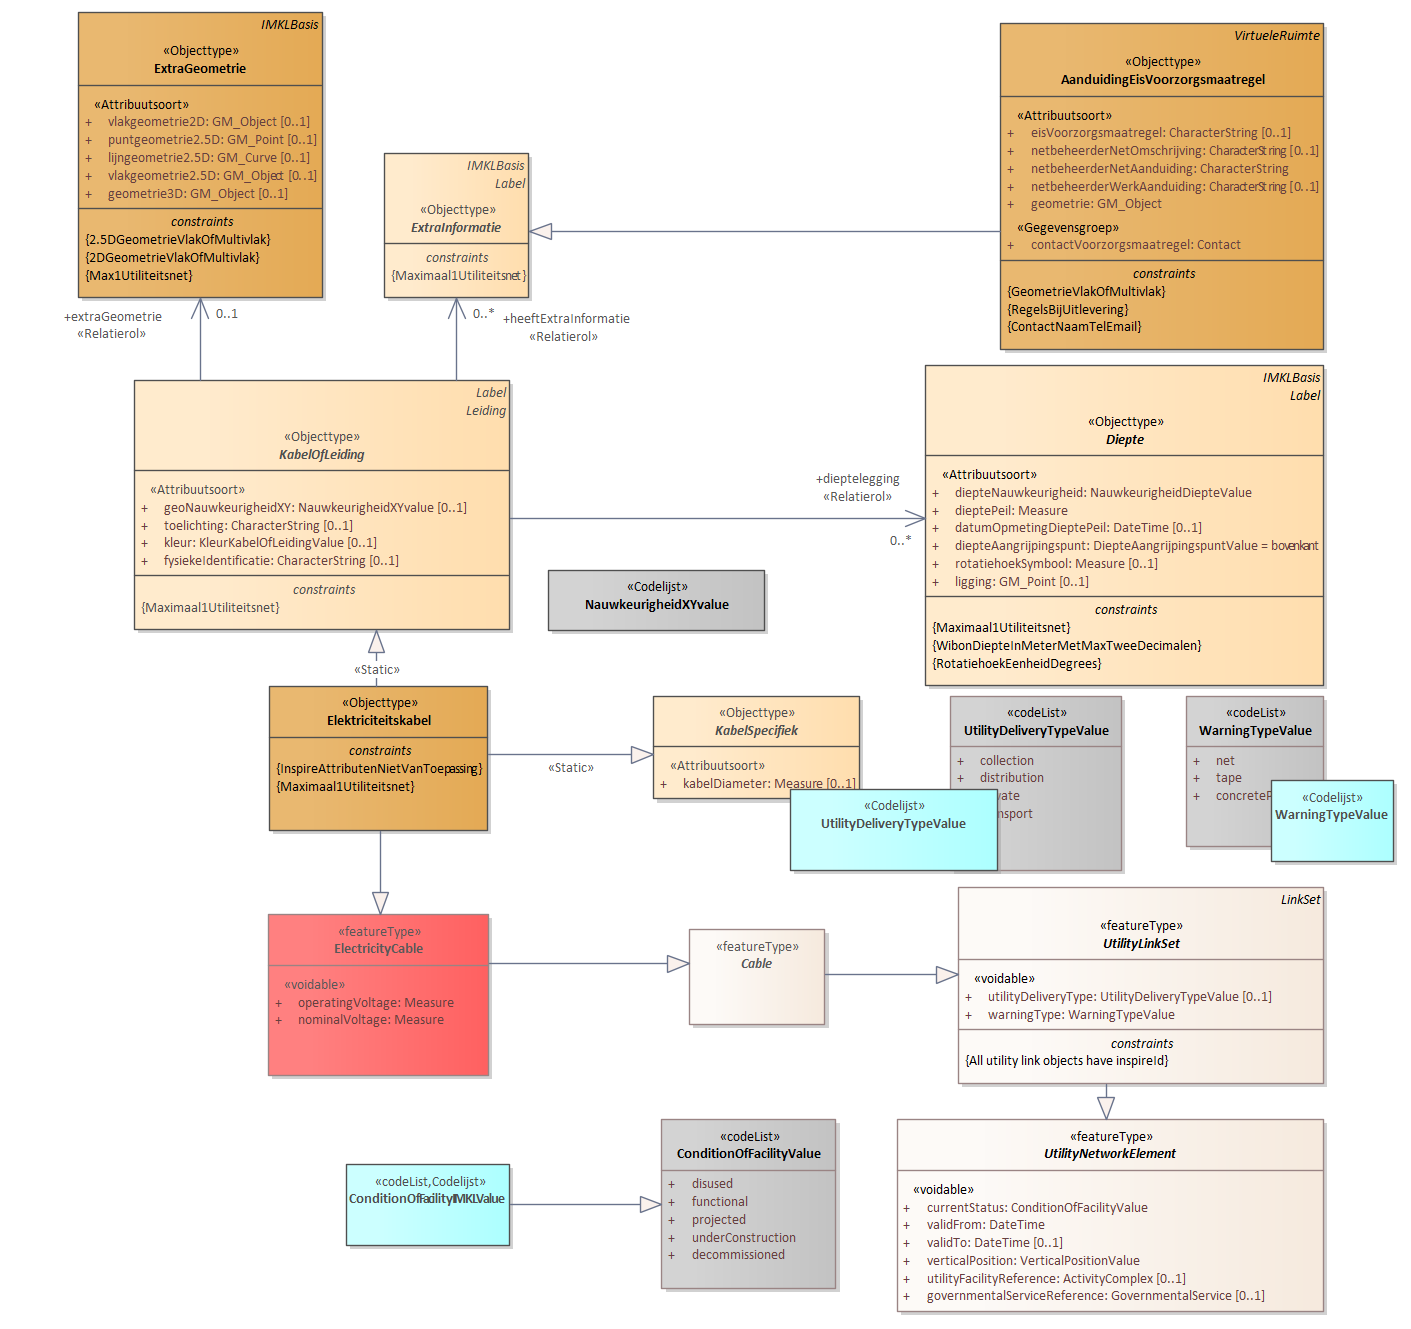 IMKLBasis
«Objecttype»
ExtraGeometrie
«Attribuutsoort»
+ vlakgeometrie2D: GM_Object [0..1]
+ puntgeometrie2.5D: GM_Point [0..1]
+ lijngeometrie2.5D: GM_Curve [0..1]
+ vlakgeometrie2.5D: GM_Object [0..1]
+ geometrie3D: GM_Object [0..1]
constraints
{2.5DGeometrieVlakOfMultivlak}
{2DGeometrieVlakOfMultivlak}
{Max1Utiliteitsnet}
VirtueleRuimte
«Objecttype»
AanduidingEisVoorzorgsmaatregel
«Attribuutsoort»
+ eisVoorzorgsmaatregel: CharacterString [0..1]
+ netbeheerderNetOmschrijving: CharacterString [0..1]
+ netbeheerderNetAanduiding: CharacterString
+ netbeheerderWerkAanduiding: CharacterString [0..1]
+ geometrie: GM_Object
«Gegevensgroep»
+ contactVoorzorgsmaatregel: Contact
constraints
{GeometrieVlakOfMultivlak}
{RegelsBijUitlevering}
{ContactNaamTelEmail}
IMKLBasis
Label
«Objecttype»
ExtraInformatie
constraints
{Maximaal1Utiliteitsnet}
+extraGeometrie
«Relatierol»
0..1
0..*
+heeftExtraInformatie
«Relatierol»
Label
Leiding
«Objecttype»
KabelOfLeiding
«Attribuutsoort»
+ geoNauwkeurigheidXY: NauwkeurigheidXYvalue [0..1]
+ toelichting: CharacterString [0..1]
+ kleur: KleurKabelOfLeidingValue [0..1]
+ fysiekeIdentificatie: CharacterString [0..1]
constraints
{Maximaal1Utiliteitsnet}
+dieptelegging
«Relatierol»
0..*
IMKLBasis
Label
«Objecttype»
Diepte
«Attribuutsoort»
+ diepteNauwkeurigheid: NauwkeurigheidDiepteValue
+ dieptePeil: Measure
+ datumOpmetingDieptePeil: DateTime [0..1]
+ diepteAangrijpingspunt: DiepteAangrijpingspuntValue = bovenkant
+ rotatiehoekSymbool: Measure [0..1]
+ ligging: GM_Point [0..1]
constraints
{Maximaal1Utiliteitsnet}
{WibonDiepteInMeterMetMaxTweeDecimalen}
{RotatiehoekEenheidDegrees}
«Codelijst»
NauwkeurigheidXYvalue
«Static»
«Objecttype»
Elektriciteitskabel
constraints
{InspireAttributenNietVanToepassing}
{Maximaal1Utiliteitsnet}
«Static»
«Objecttype»
KabelSpecifiek
«Attribuutsoort»
+ kabelDiameter: Measure [0..1]
«codeList»
UtilityDeliveryTypeValue
+ collection
+ distribution
vate
nsport
«Codelijst»
UtilityDeliveryTypeValue
«codeList»
WarningTypeValue
+ net
+ tape
+ concreteP
«Codelijst»
WarningTypeValue
«featureType»
ElectricityCable
«voidable»
+ operatingVoltage: Measure
+ nominalVoltage: Measure
«featureType»
Cable
LinkSet
«featureType»
UtilityLinkSet
«voidable»
+ utilityDeliveryType: UtilityDeliveryTypeValue [0..1]
+ warningType: WarningTypeValue
constraints
{All utility link objects have inspireId}
«codeList,Codelijst»
ConditionOfFacilityIMKLValue
«codeList»
ConditionOfFacilityValue
+ disused
+ functional
+ projected
+ underConstruction
+ decommissioned
«featureType»
UtilityNetworkElement
«voidable»
+ currentStatus: ConditionOfFacilityValue
+ validFrom: DateTime
+ validTo: DateTime [0..1]
+ verticalPosition: VerticalPositionValue
+ utilityFacilityReference: ActivityComplex [0..1]
+ governmentalServiceReference: GovernmentalService [0..1]